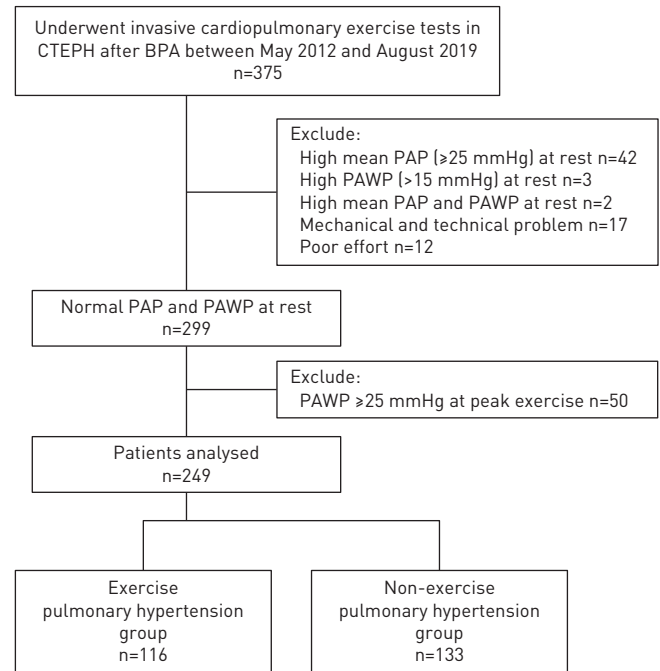 Underwent invasive cardiopulmonary exercise tests in
CTEPH after BPA between May 2012 and August 2019
n=375
Exclude:
High mean PAP (≥25 mmHg) at rest n=42
High PAWP (>15 mmHg) at rest n=3
High mean PAP and PAWP at rest n=2
Mechanical and technical problem n=17
Poor effort n=12
Normal PAP and PAWP at rest
n=299
Exclude:
PAWP ≥25 mmHg at peak exercise n=50
Patients analysed
n=249
Exercise
pulmonary hypertension
group
n=116
Non-exercise
pulmonary hypertension
group
n=133